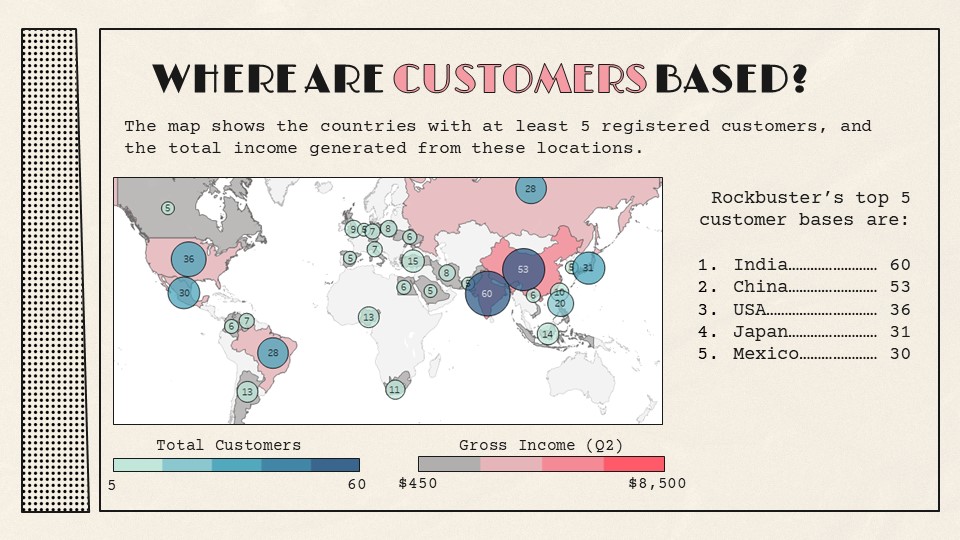 WHERE ARE CUSTOMERS BASED?
The map shows the countries with at least 5 registered customers, and
the total income generated from these locations.
Rockbuster’s top 5
customer bases are:
1. India………………… 60
2. China………………… 53
3. USA……………………… 36
4. Japan………………… 31
5. Mexico……………… 30
5
36
30
6
7
28
13
9
5
7
8
6
7
5
15
6
5
8
13
11
28
5
60
53
6
5
31
10
20
14
Total Customers
5 60
Gross Income (Q2)
$450 $8,500